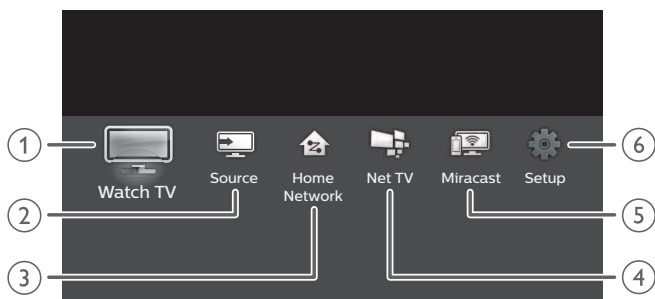 1
Watch TV
2
Source
3
Home
Network
Net TV
4
Miracast
5
Setup
6